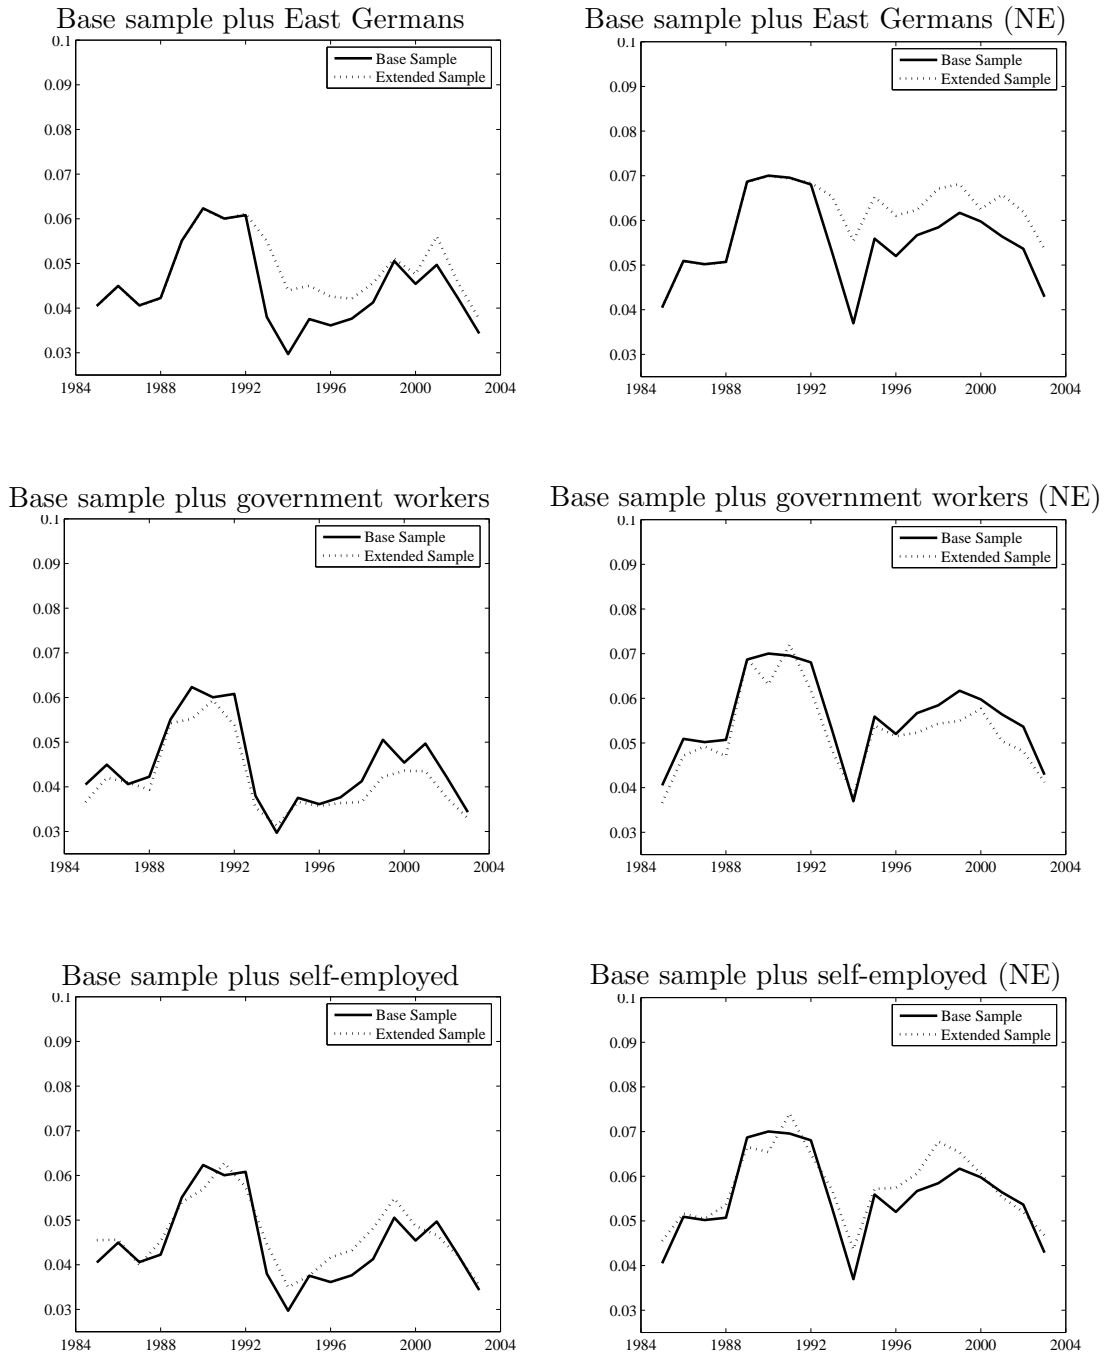 Base sample plus East Germans
0.1
0.09
0.08
0.07
0.06
0.05
0.04
0.03
1984 1988 1992 1996 2000 2004
Base Sample
Extended Sample
Base sample plus East Germans (NE)
0.1
0.09
0.08
0.07
0.06
0.05
0.04
0.03
1984 1988 1992 1996 2000 2004
Base Sample
Extended Sample
Base sample plus government workers
0.1
0.09
0.08
0.07
0.06
0.05
0.04
0.03
1984 1988 1992 1996 2000 2004
Base Sample
Extended Sample
Base sample plus government workers (NE)
0.1
0.09
0.08
0.07
0.06
0.05
0.04
0.03
1984 1988 1992 1996 2000 2004
Base Sample
Extended Sample
Base sample plus self-employed
0.1
0.09
0.08
0.07
0.06
0.05
0.04
0.03
1984 1988 1992 1996 2000 2004
Base Sample
Extended Sample
Base sample plus self-employed (NE)
0.1
0.09
0.08
0.07
0.06
0.05
0.04
0.03
1984 1988 1992 1996 2000 2004
Base Sample
Extended Sample